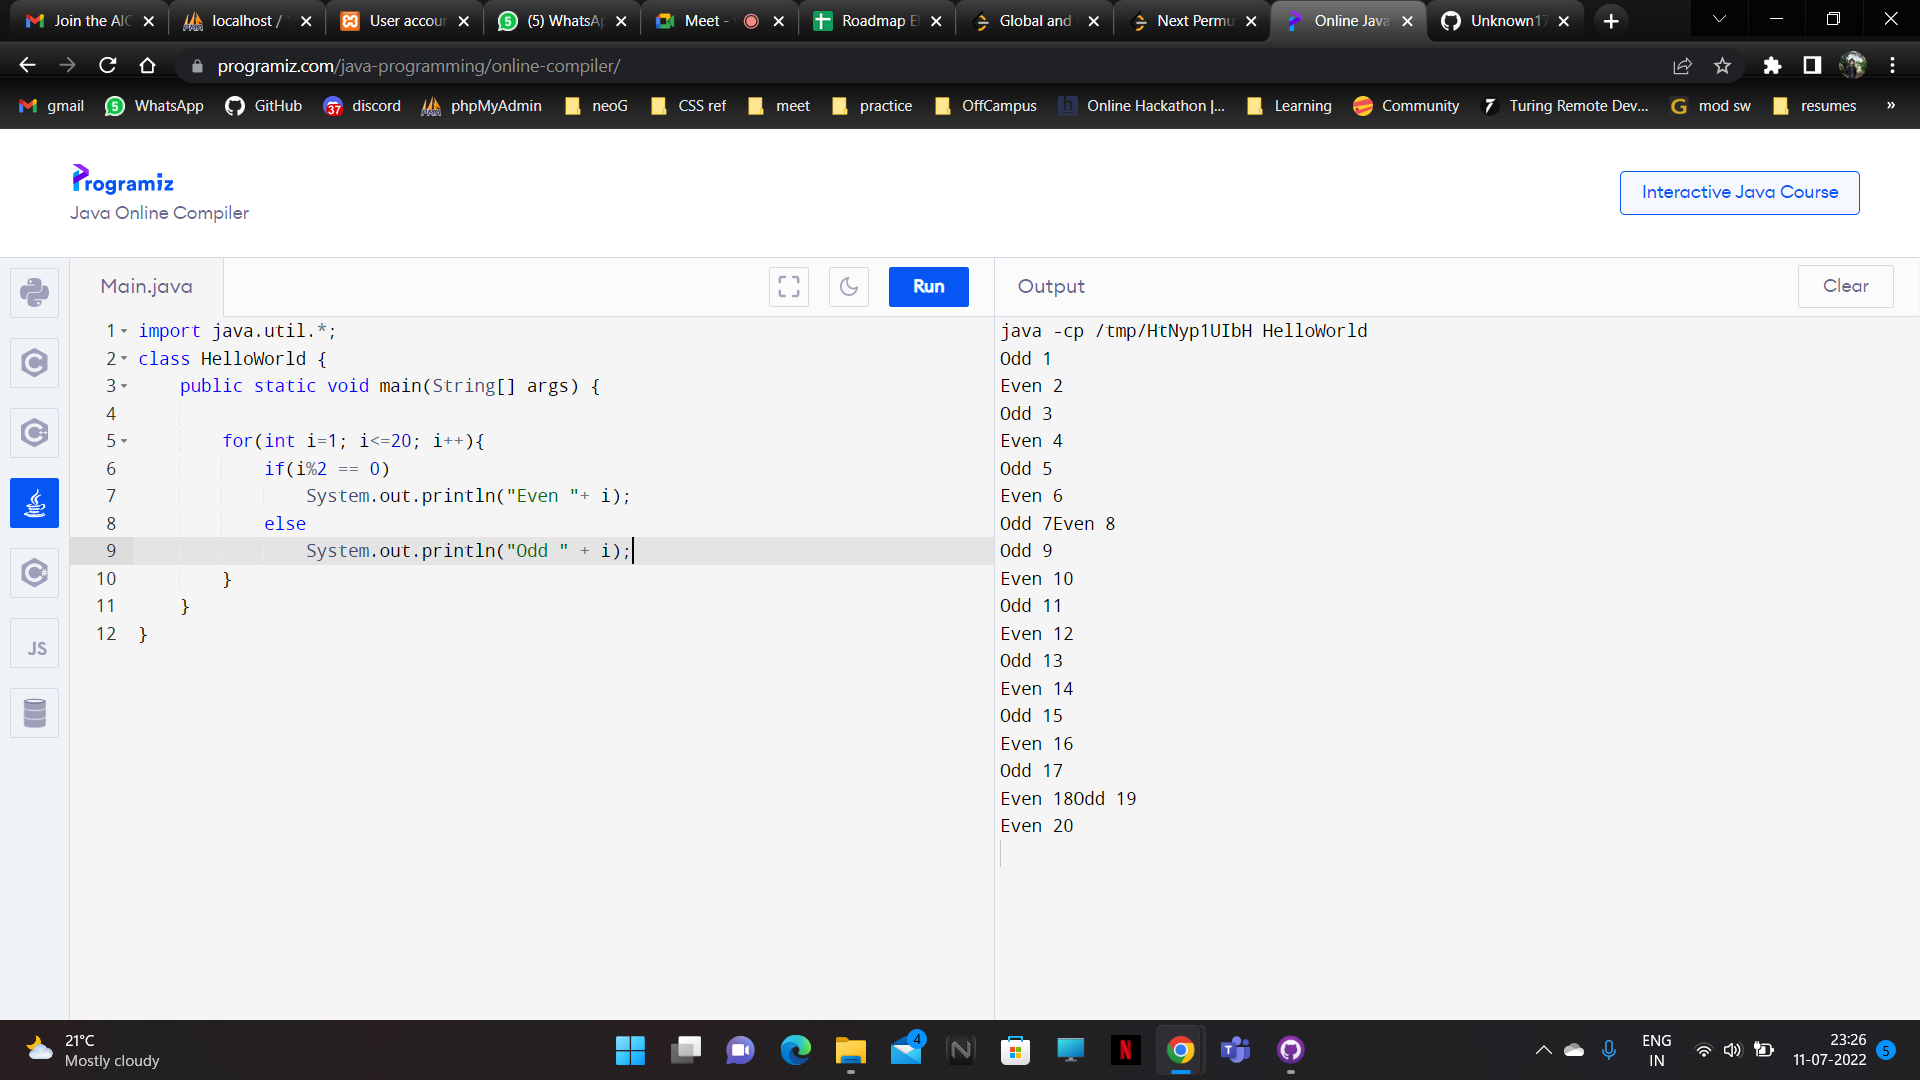 Join the AIC
localhost /
User accour
(5) WhatsAp
Meet -
Roadmap El
Global and
Next Permu
Online Java
Unknown17
programiz.com/java-programming/online-compiler/
gmail
WhatsApp
GitHub
37
discord
phpMyAdmin
neoG
CSS ref
meet
practice
OffCampus
Online Hackathon |...
Learning
Community
Turing Remote Dev...
mod sw
resumes
»
Programiz
Java Online Compiler
Interactive Java Course
Main.java
Run
Output
Clear
1 import java.util.*;
2 class HelloWorld {
3 public static void main(String[] args) {
4
5 for(int i=1; i<=20; i++){
6 if(i%2 == 0)
7 System.out.println("Even "+ i);
8 else
9 System.out.println("Odd " + i);
10 }
11 }
12 }
JS
java -cp /tmp/HtNyp1UIbH HelloWorld
Odd 1
Even 2
Odd 3
Even 4
Odd 5
Even 6
Odd 7Even 8
Odd 9
Even 10
Odd 11
Even 12
Odd 13
Even 14
Odd 15
Even 16
Odd 17
Even 18Odd 19
Even 20
21°C
Mostly cloudy
4
ENG
IN
23:26
11-07-2022
5